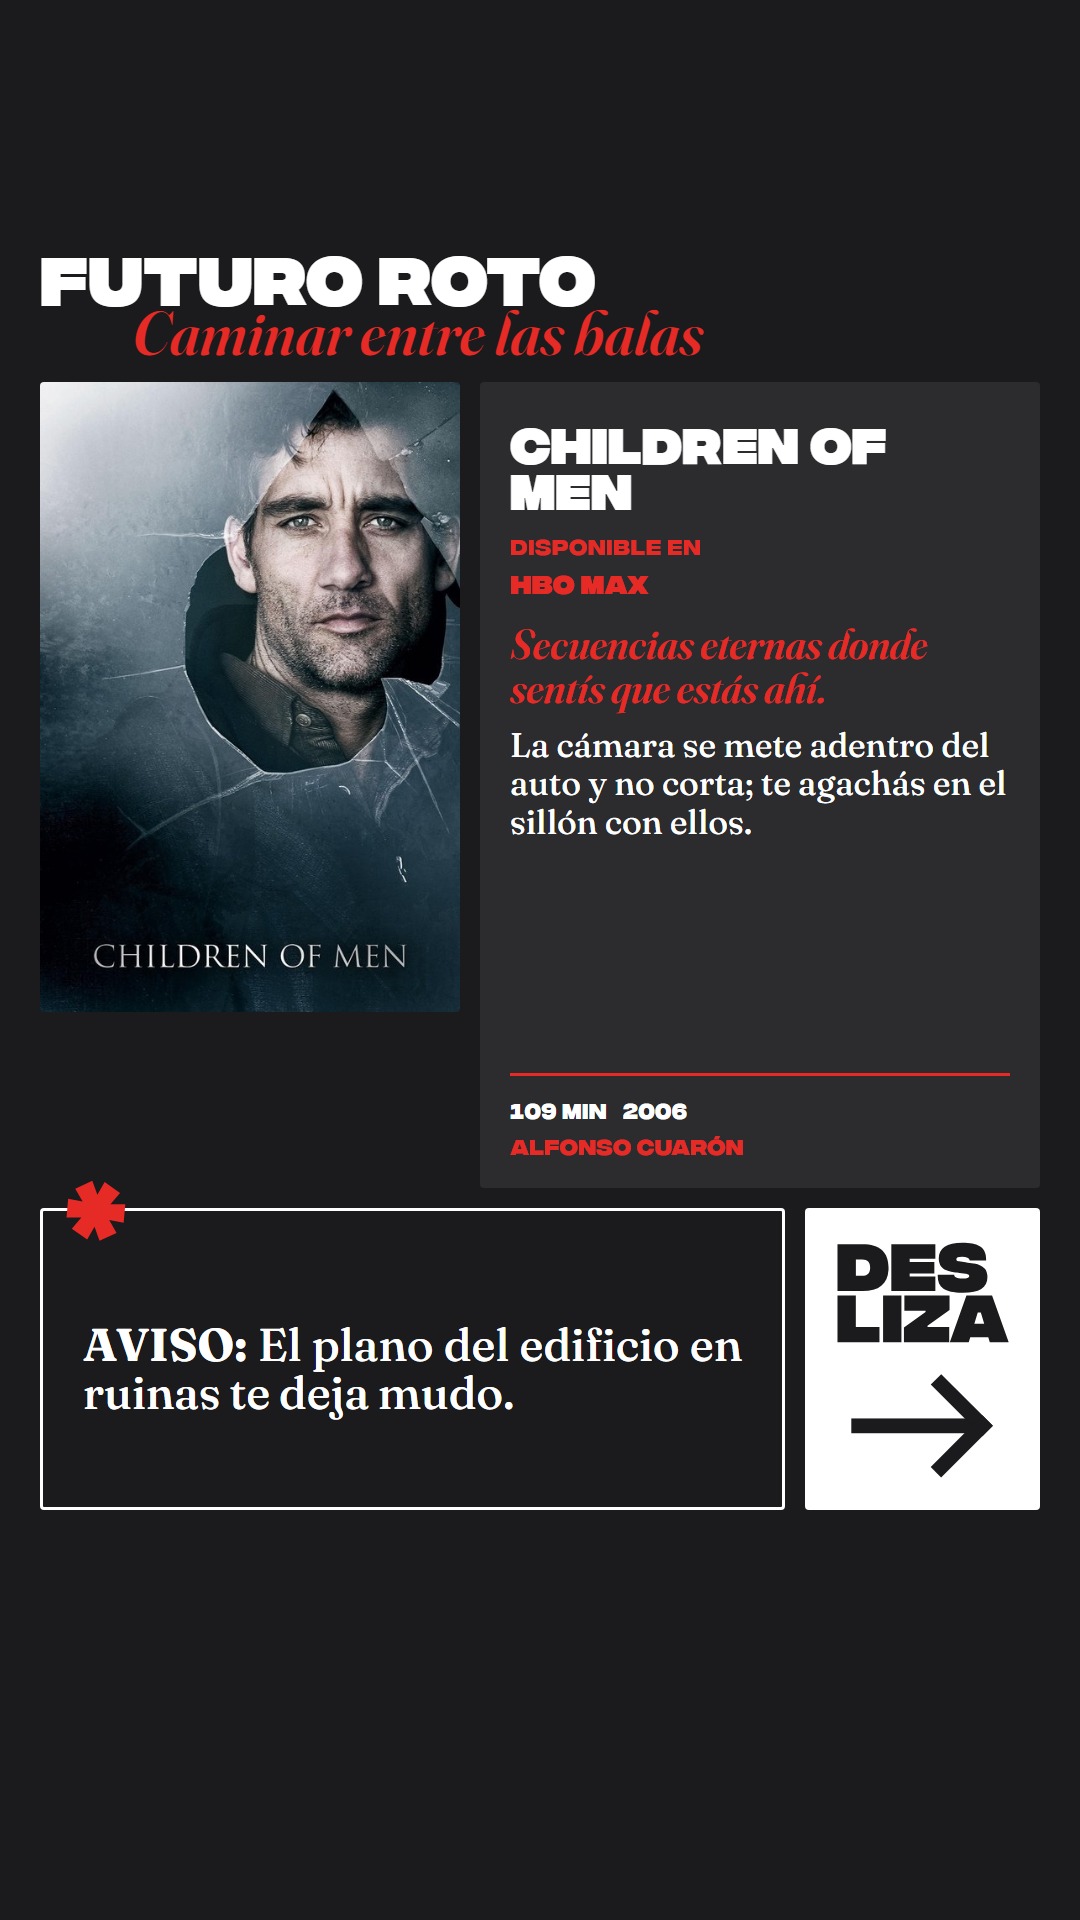 FUTURO ROTO
Caminar entre las balas
CHILDREN OF MEN
CHILDREN OF
MEN
DISPONIBLE EN
HBO MAX
Secuencias eternas donde
sentís que estás ahí.
La cámara se mete adentro del
auto y no corta; te agachás en el
sillón con ellos.
109 MIN 2006
ALFONSO CUARÓN
AVISO: El plano del edificio en
ruinas te deja mudo.
DES
LIZA